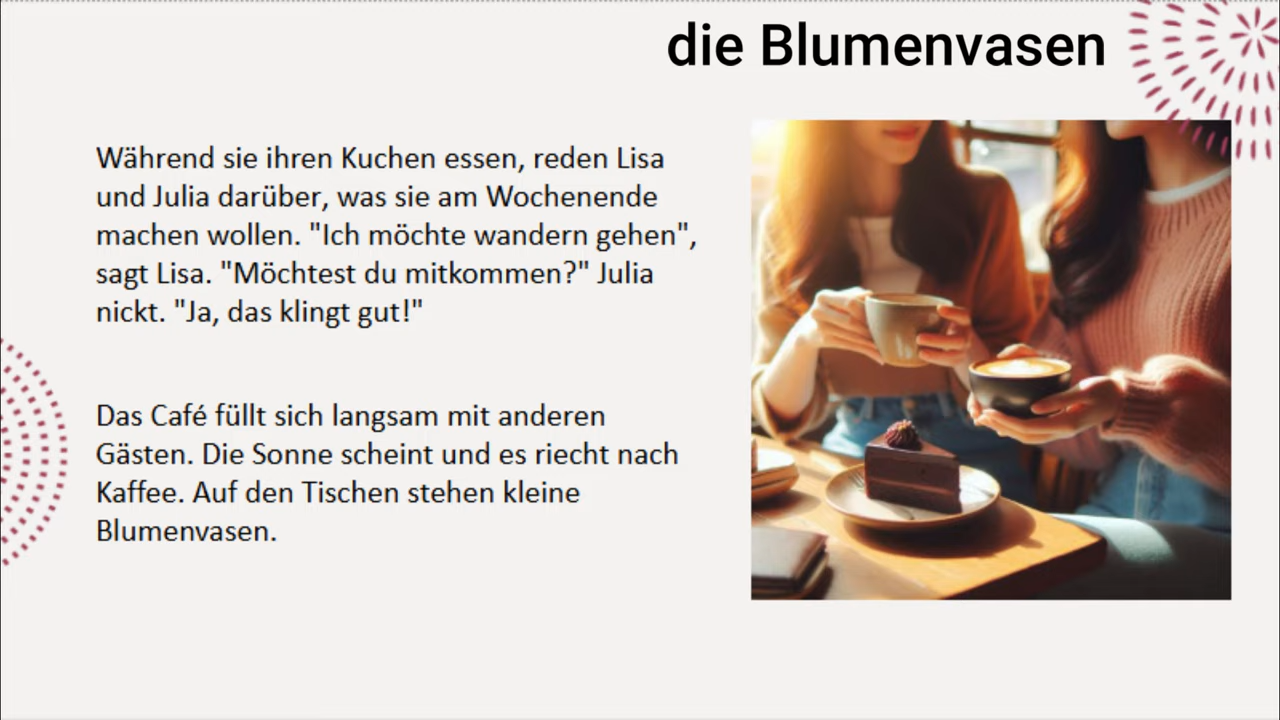 die Blumenvasen
Während sie ihren Kuchen essen, reden Lisa
und Julia darüber, was sie am Wochenende
machen wollen. "Ich möchte wandern gehen",
sagt Lisa. "Möchtest du mitkommen?" Julia
nickt. "Ja, das klingt gut!"
Das Café füllt sich langsam mit anderen
Gästen. Die Sonne scheint und es riecht nach
Kaffee. Auf den Tischen stehen kleine
Blumenvasen.